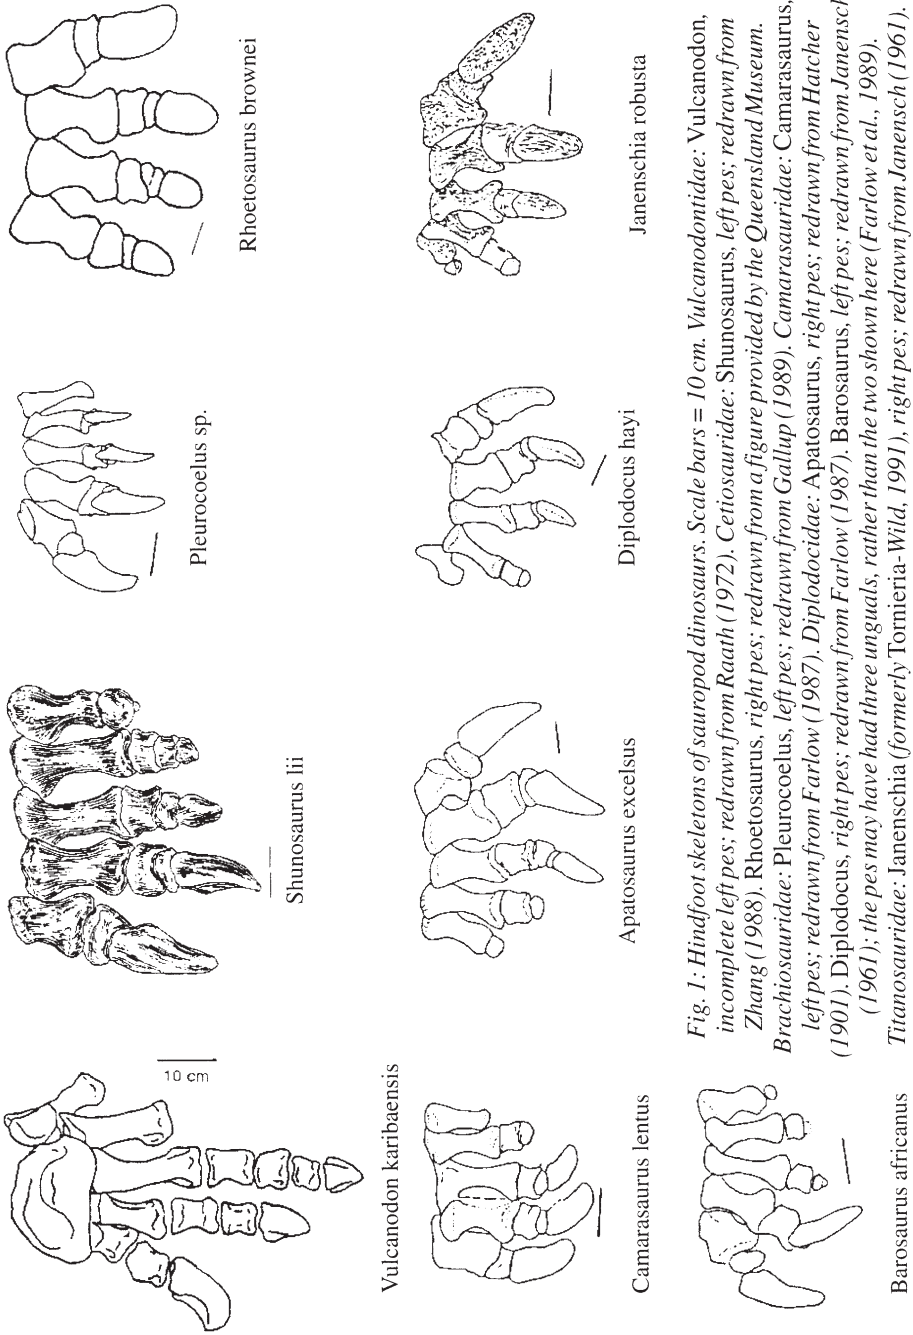 10 cm
Vulcanodon karibaensis
Shunosaurus lii
Pleurocoelus sp.
Rhoetosaurus brownei
Camarasaurus lentus
Apatosaurus excelsus
Diplodocus hayi
Janenschia robusta
Barosaurus africanus
Fig. 1: Hindfoot skeletons of sauropod dinosaurs. Scale bars = 10 cm. Vulcanodontidae: Vulcanodon,
incomplete left pes; redrawn from Raath (1972). Cetiosauridae: Shunosaurus, left pes; redrawn from
Zhang (1988). Rhoetosaurus, right pes; redrawn from a figure provided by the Queensland Museum.
Brachiosauridae: Pleurocoelus, left pes; redrawn from Gallup (1989). Camarasauridae: Camarasaurus,
left pes; redrawn from Farlow (1987). Diplodocidae: Apatosaurus, right pes; redrawn from Hatcher
(1901). Diplodocus, right pes; redrawn from Farlow (1987). Barosaurus, left pes; redrawn from Janensch
(1961); the pes may have had three unguals, rather than the two shown here (Farlow et al., 1989).
Titanosauridae: Janenschia (formerly Tornieria-Wild, 1991), right pes; redrawn from Janensch (1961).